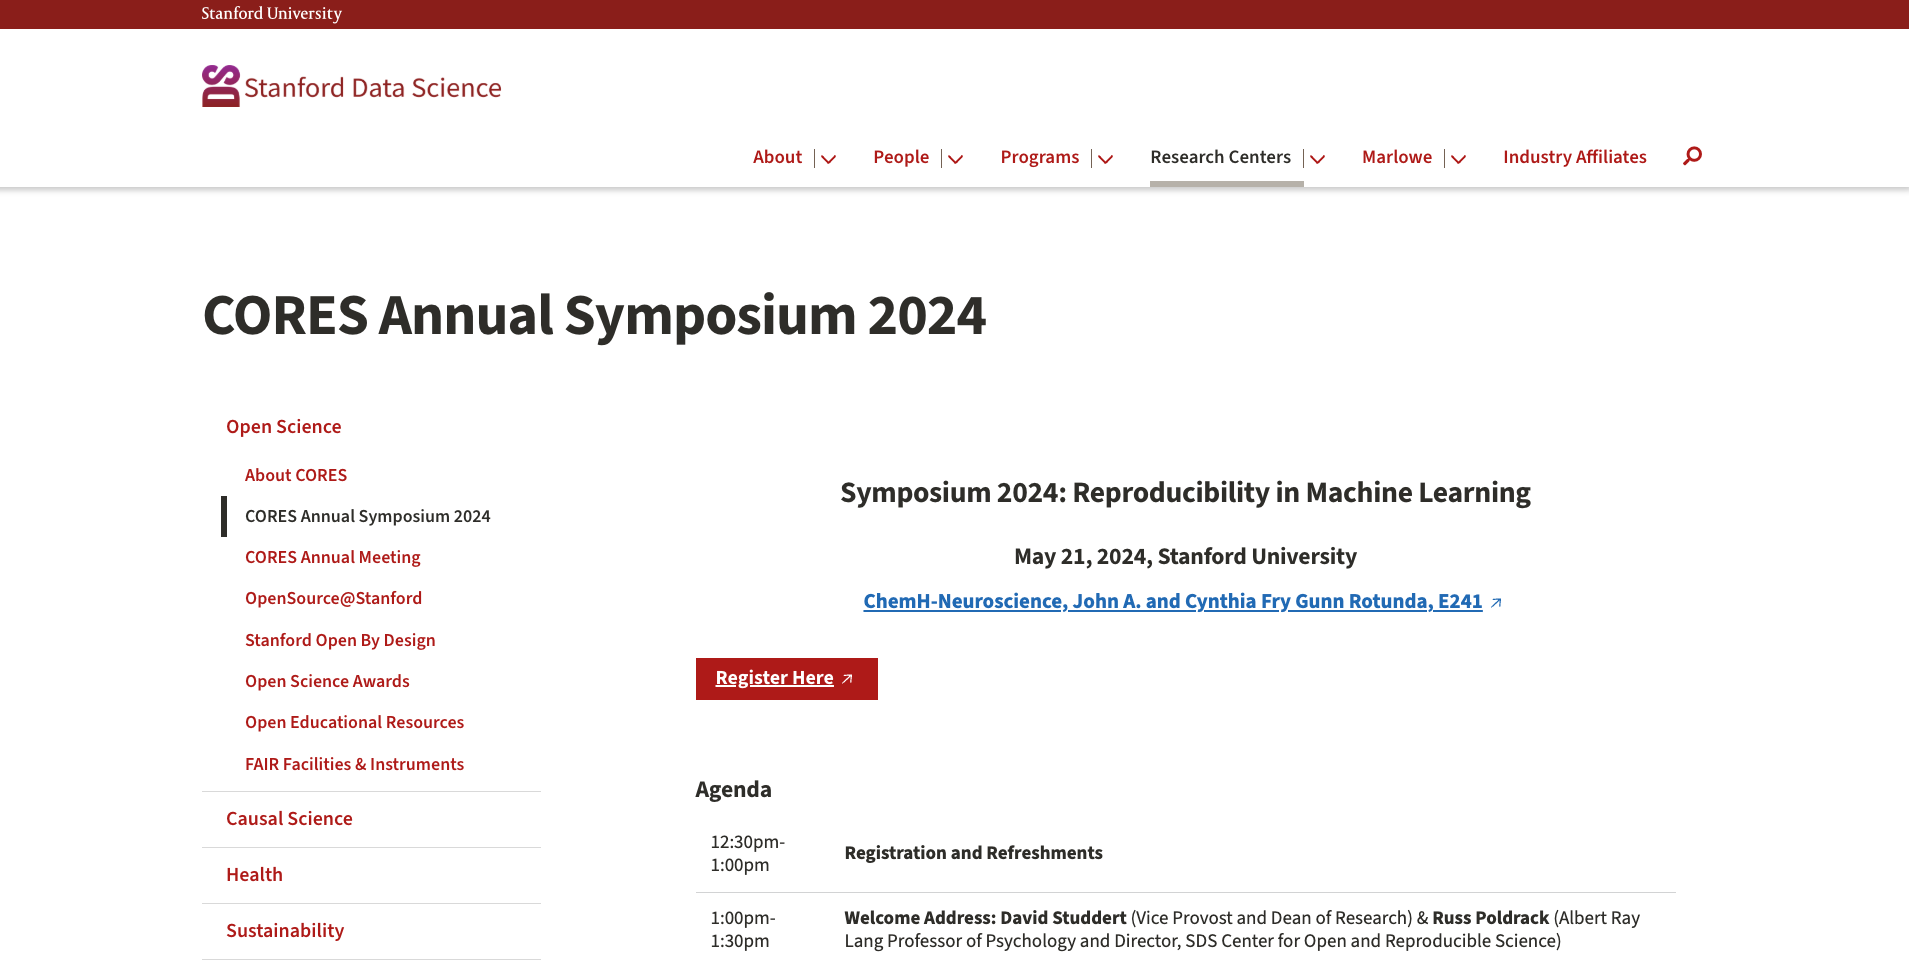 Stanford University
DS Stanford Data Science
About People Programs Research Centers Marlowe Industry Affiliates
CORES Annual Symposium 2024
Open Science
About CORES
CORES Annual Symposium 2024
CORES Annual Meeting
OpenSource@Stanford
Stanford Open By Design
Open Science Awards
Open Educational Resources
FAIR Facilities & Instruments
Causal Science
Health
Sustainability
Symposium 2024: Reproducibility in Machine Learning
May 21, 2024, Stanford University
ChemH-Neuroscience, John A. and Cynthia Fry Gunn Rotunda, E241
Register Here
Agenda
12:30pm-
1:00pm
Registration and Refreshments
1:00pm-
1:30pm
Welcome Address: David Studdert (Vice Provost and Dean of Research) & Russ Poldrack (Albert Ray
Lang Professor of Psychology and Director, SDS Center for Open and Reproducible Science)